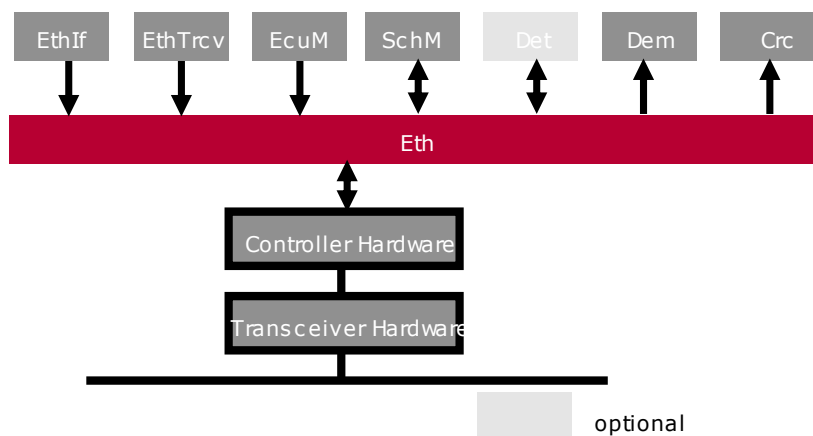 EthIf EthTrcv EcuM SchM Det Dem Crc
Eth
Controller Hardware
Transceiver Hardware
optional